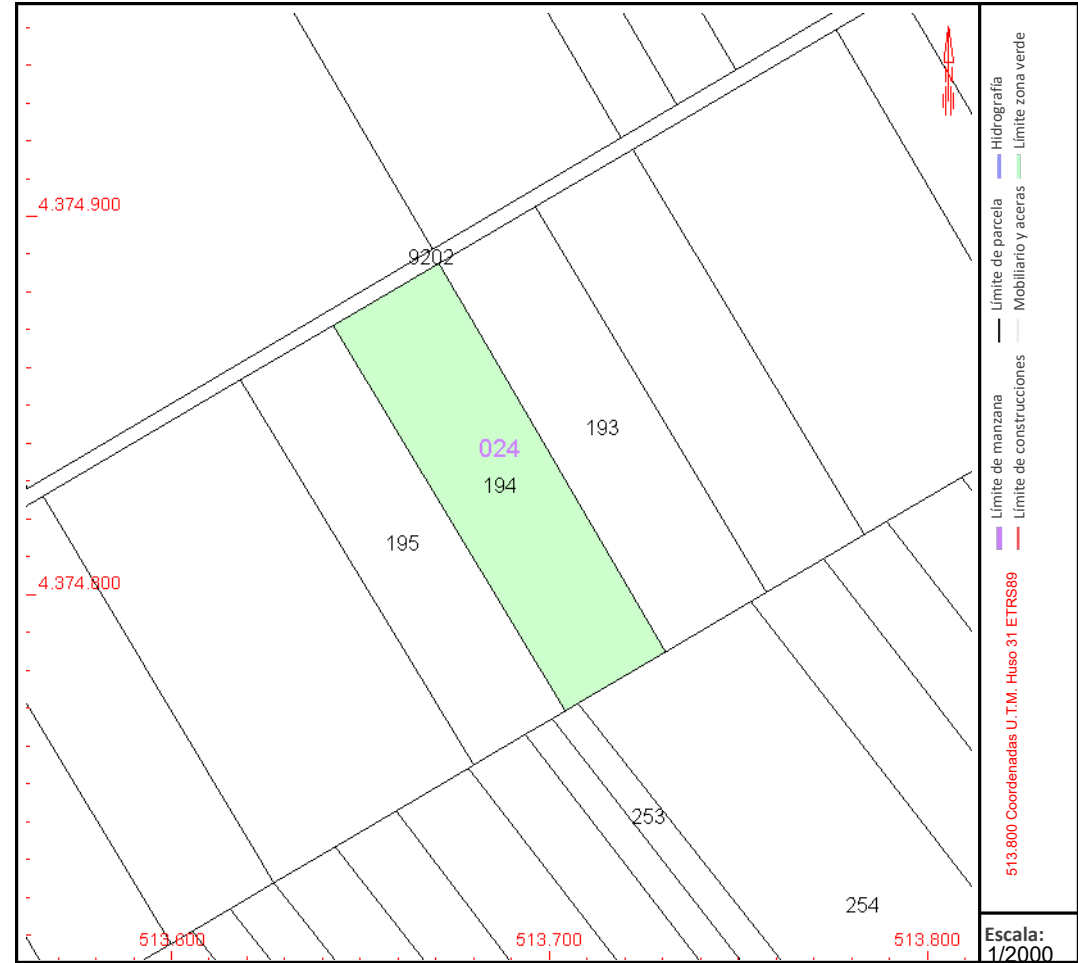 4.374.900
9202
193
024
194
195
4.374.800
253
254
513.600
513.700
513.800
513.800 Coordenadas U.T.M. Huso 31 ETRS89
Límite de manzana
Límite de construcciones
Límite de parcela
Mobiliario y aceras
Hidrografía
Límite zona verde
Escala:
1/2000